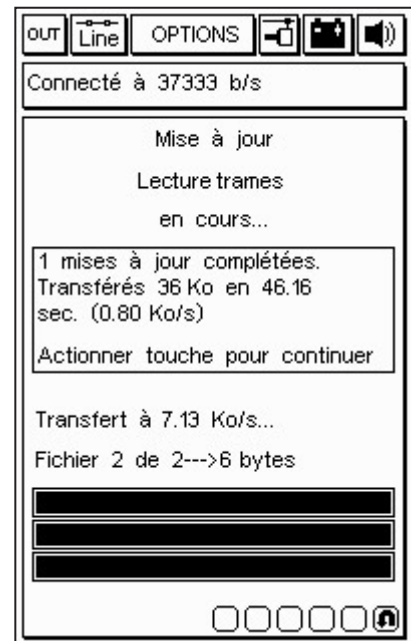 OUT Line OPTIONS
Connecté à 37333 b/s
Mise à jour
Lecture trames
en cours...
1 mises à jour complétées.
Transférés 36 Ko en 46.16
sec. (0.80 Ko/s)
Actionner touche pour continuer
Transfert à 7.13 Ko/s...
Fichier 2 de 2--->6 bytes